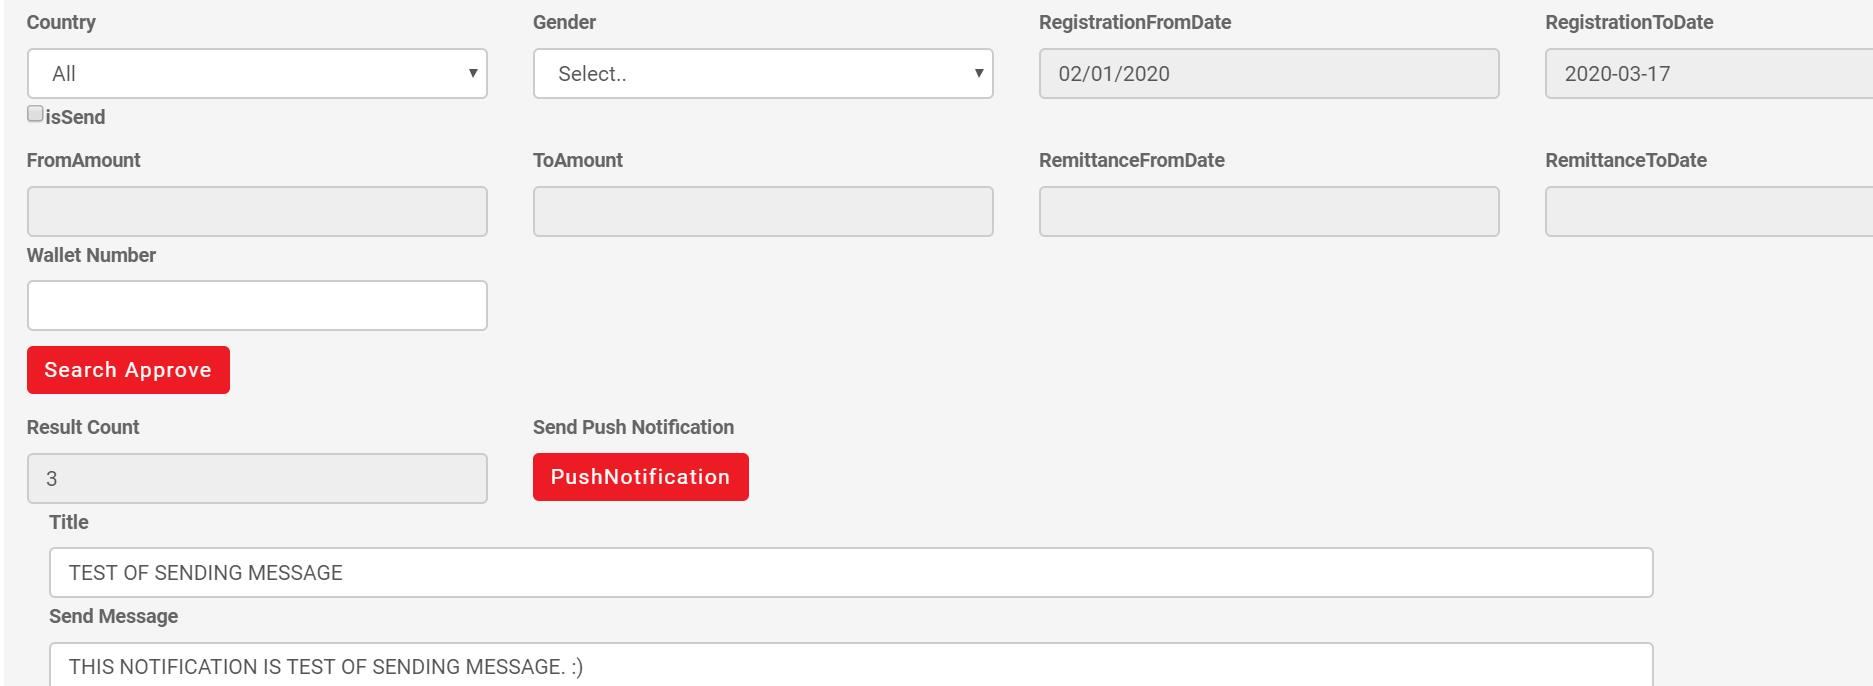 Country Gender RegistrationFromDate RegistrationToDate
All Select.. 02/01/2020 2020-03-17
isSend
FromAmount ToAmount RemittanceFromDate RemittanceToDate
Wallet Number
Search Approve
Result Count Send Push Notification
3 PushNotification
Title
TEST OF SENDING MESSAGE
Send Message
THIS NOTIFICATION IS TEST OF SENDING MESSAGE. :)